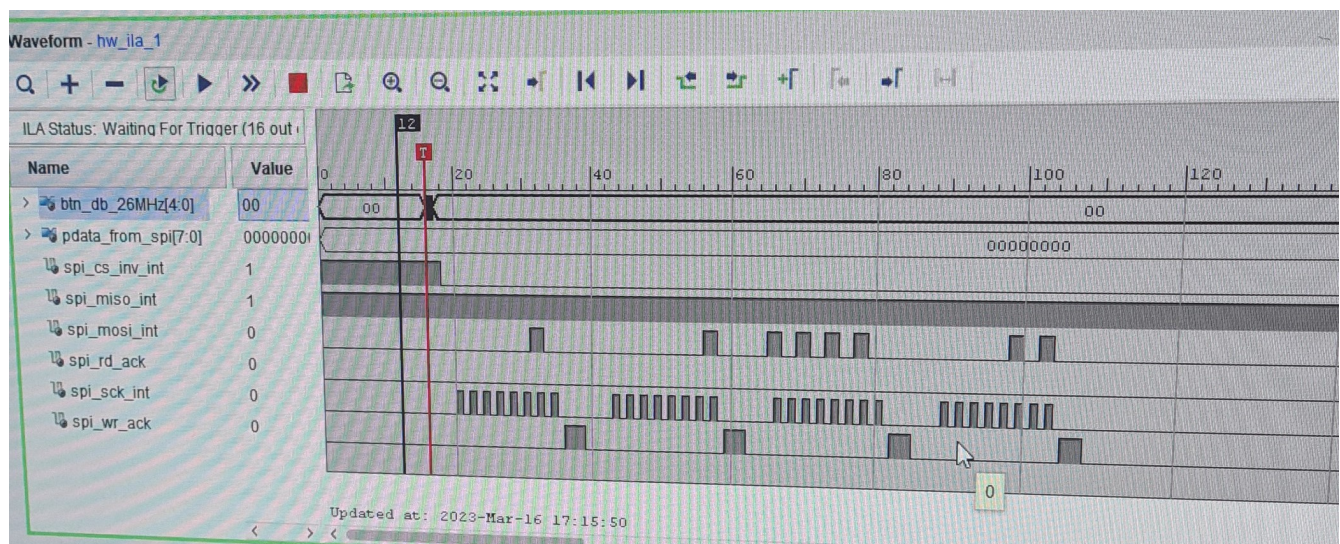 Waveform - hw_ila_1
ILA Status: Waiting For Trigger (16 out
12
T
Name Value
0 20 40 60 80 100 120
btn_db_26MHz[4:0] 00 00 00
pdata_from_spi[7:0] 0000000 00000000
spi_cs_inv_int 1
spi_miso_int 1
spi_mosi_int 0
spi_rd_ack 0
spi_sck_int 0
spi_wr_ack 0
0
Updated at: 2023-Mar-16 17:15:50